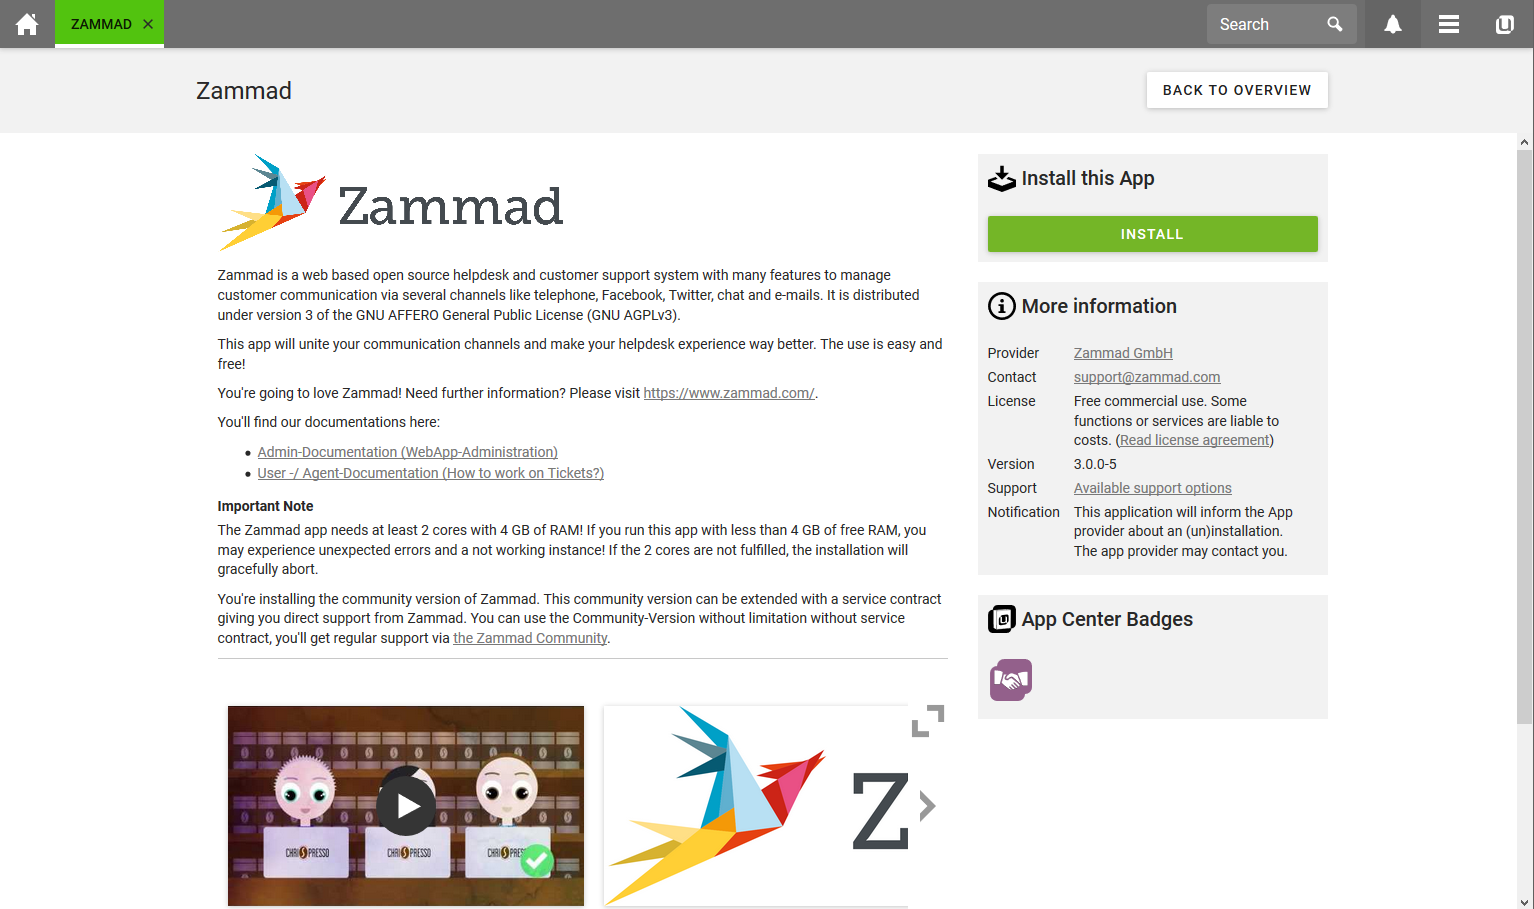 ZAMMAD
Search
Zammad
BACK TO OVERVIEW
Zammad
Zammad is a web based open source helpdesk and customer support system with many features to manage
customer communication via several channels like telephone, Facebook, Twitter, chat and e-mails. It is distributed
under version 3 of the GNU AFFERO General Public License (GNU AGPLv3).
This app will unite your communication channels and make your helpdesk experience way better. The use is easy and
free!
You're going to love Zammad! Need further information? Please visit https://www.zammad.com/.
You'll find our documentations here:
Admin-Documentation (WebApp-Administration)
User -/ Agent-Documentation (How to work on Tickets?)
Important Note
The Zammad app needs at least 2 cores with 4 GB of RAM! If you run this app with less than 4 GB of free RAM, you
may experience unexpected errors and a not working instance! If the 2 cores are not fulfilled, the installation will
gracefully abort.
You're installing the community version of Zammad. This community version can be extended with a service contract
giving you direct support from Zammad. You can use the Community-Version without limitation without service
contract, you'll get regular support via the Zammad Community.
CHRISPRESSO
CHRISPRESSO
CHRISPRE
Z
Install this App
INSTALL
More information
Provider Zammad GmbH
Contact support@zammad.com
License Free commercial use. Some
functions or services are liable to
costs. (Read license agreement)
Version 3.0.0-5
Support Available support options
Notification This application will inform the App
provider about an (un)installation.
The app provider may contact you.
App Center Badges